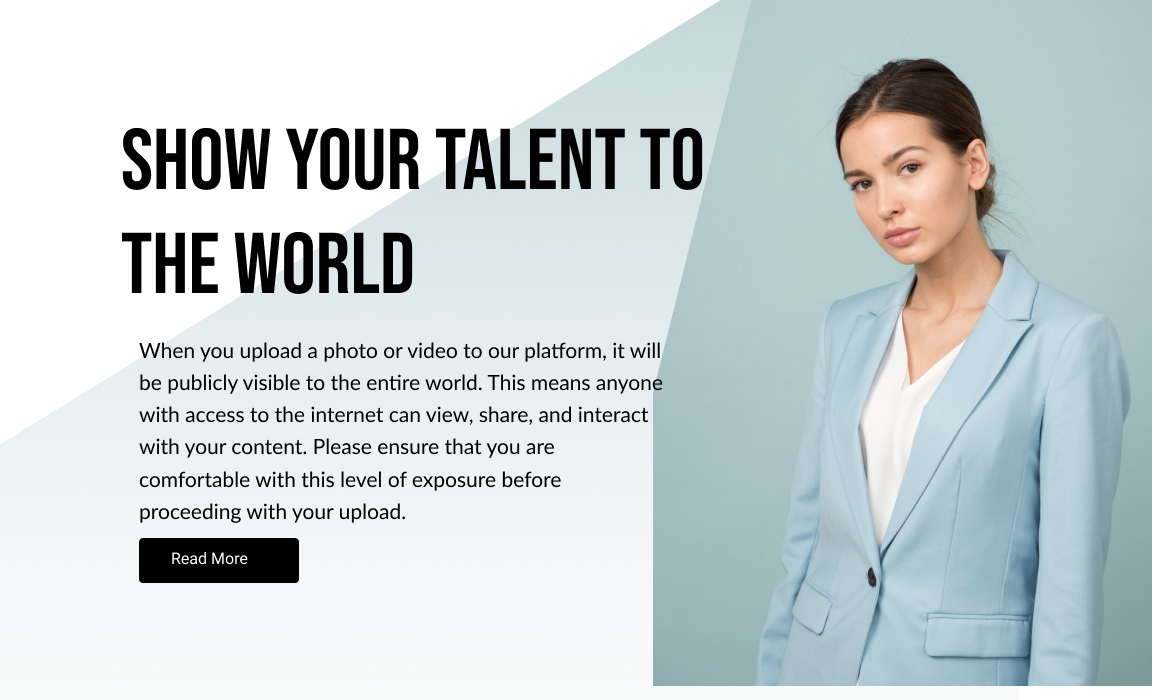 SHOW YOUR TALENT TO
THE WORLD
When you upload a photo or video to our platform, it will
be publicly visible to the entire world. This means anyone
with access to the internet can view, share, and interact
with your content. Please ensure that you are
comfortable with this level of exposure before
proceeding with your upload.
Read More